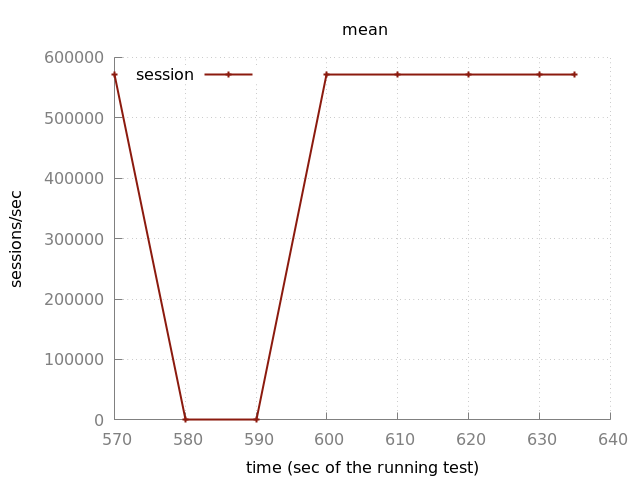 mean
600000
session
500000
400000
300000
200000
100000
0
sessions/sec
570 580 590 600 610 620 630 640
time (sec of the running test)